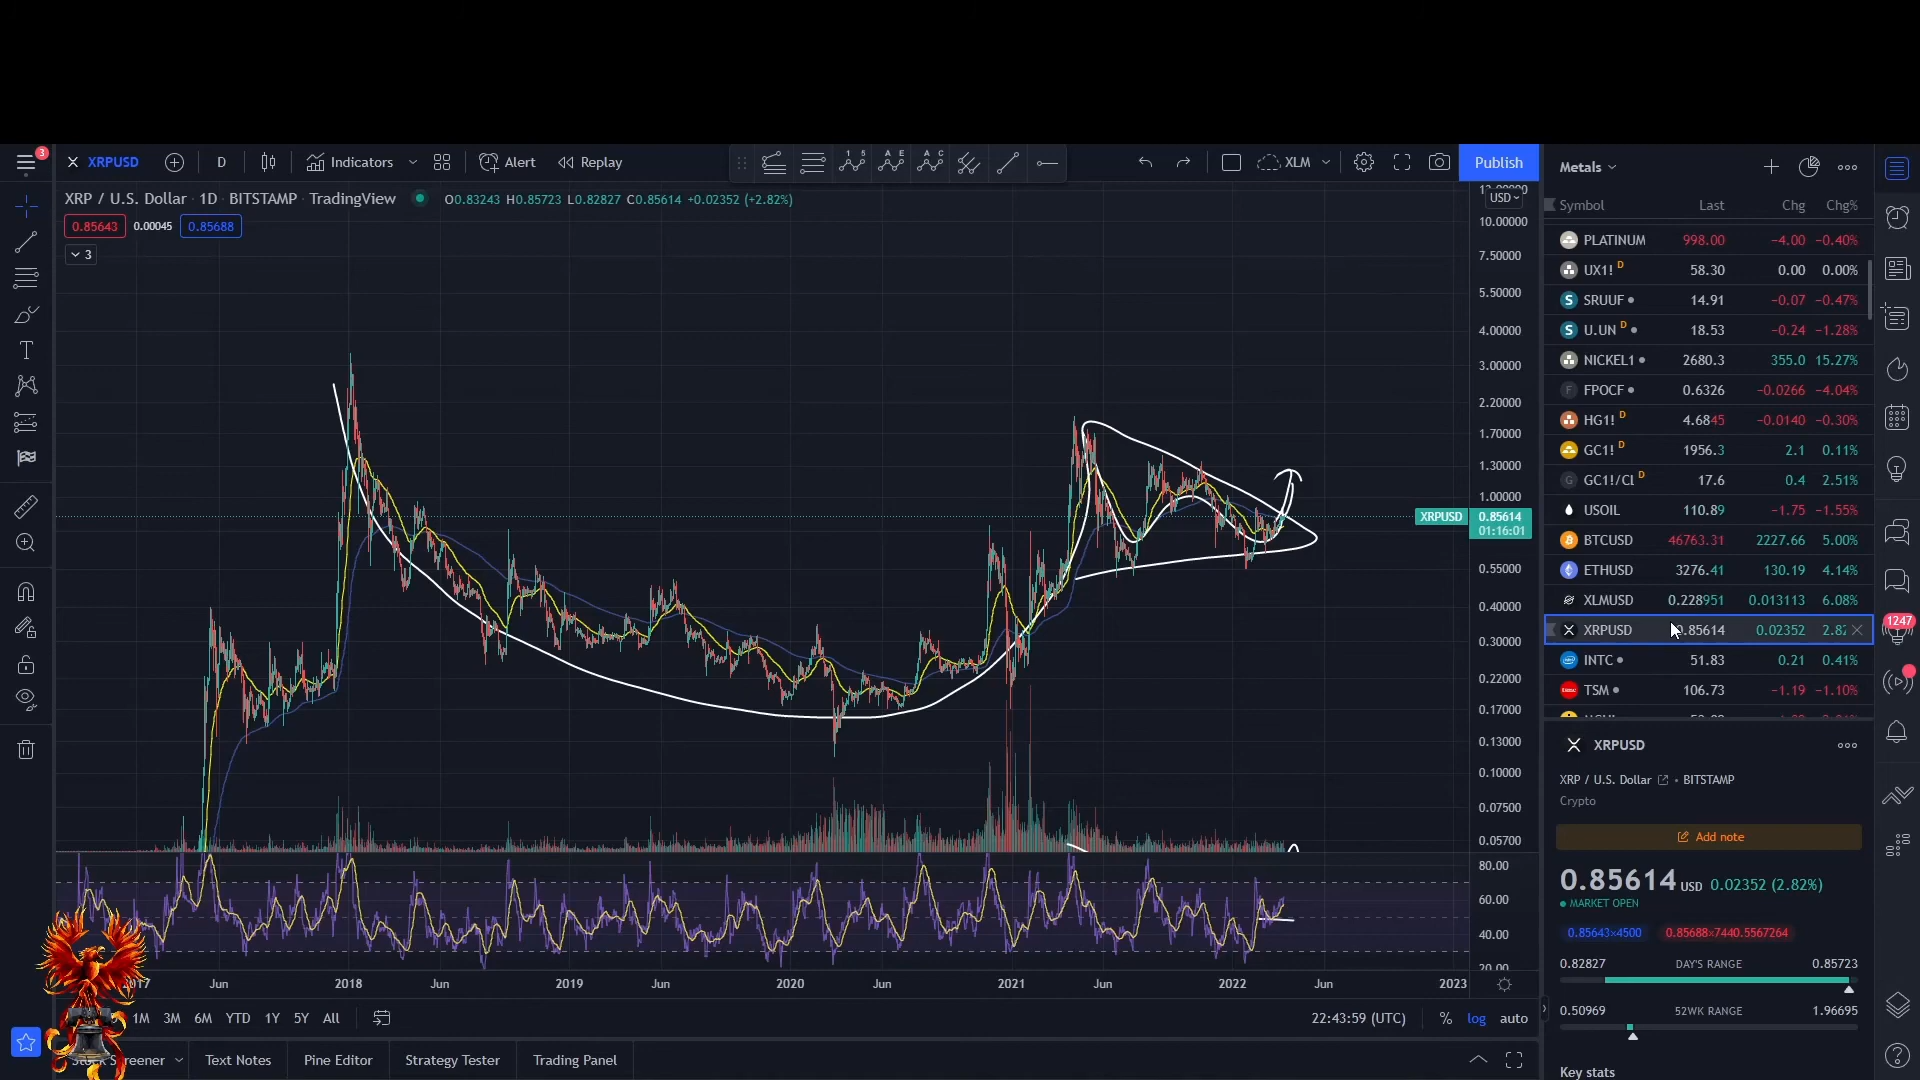 3
XRPUSD D Indicators Alert Replay XLM Publish
XRP / U.S. Dollar · 1D · BITSTAMP · TradingView O0.83243 H0.85723 L0.82827 C0.85614 +0.02352 (+2.82%)
0.85643 0.00045 0.85688
3
USD
10.00000
7.50000
5.50000
4.00000
3.00000
2.20000
1.70000
1.30000
1.00000
XRPUSD 0.85614
01:16:01
0.55000
0.40000
0.30000
0.22000
0.17000
0.13000
0.10000
0.07500
0.05700
80.00
60.00
40.00
20.00
2017 Jun 2018 Jun 2019 Jun 2020 Jun 2021 Jun 2022 Jun 2023
1M 3M 6M YTD 1Y 5Y All 22:43:59 (UTC) % log auto
Screener Text Notes Pine Editor Strategy Tester Trading Panel
Metals
Symbol Last Chg Chg%
PLATINUM 998.00 −4.00 −0.40%
UX1! D 58.30 0.00 0.00%
SRUUF 14.91 −0.07 −0.47%
U.UN D 18.53 −0.24 −1.28%
NICKEL1 2680.3 355.0 15.27%
FPOCF 0.6326 −0.0266 −4.04%
HG1! D 4.6845 −0.0140 −0.30%
GC1! D 1956.3 2.1 0.11%
GC1!/CL D 17.6 0.4 2.51%
USOIL 110.89 −1.75 −1.55%
BTCUSD 46763.31 2227.66 5.00%
ETHUSD 3276.41 130.19 4.14%
XLMUSD 0.228951 0.013113 6.08%
XRPUSD 0.85614 0.02352 2.82
INTC 51.83 0.21 0.41%
TSM 106.73 −1.19 −1.10%
1247
XRPUSD
XRP / U.S. Dollar • BITSTAMP
Crypto
Add note
0.85614 USD 0.02352 (2.82%)
MARKET OPEN
0.85643×4500 0.85688×7440.5567264
0.82827 DAY'S RANGE 0.85723
0.50969 52WK RANGE 1.96695
Key stats